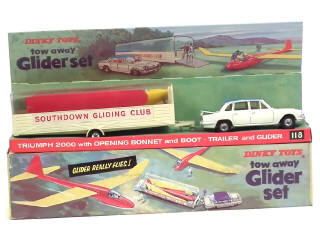 DINKY TOYS
tow away
Glider set
SOUTHDOWN GLIDING CLUB
TRIUMPH 2000 with OPENING BONNET and BOOT - TRAILER and GLIDER
118
GLIDER REALLY FLIES!
DINKY TOYS
tow away
Glider
set